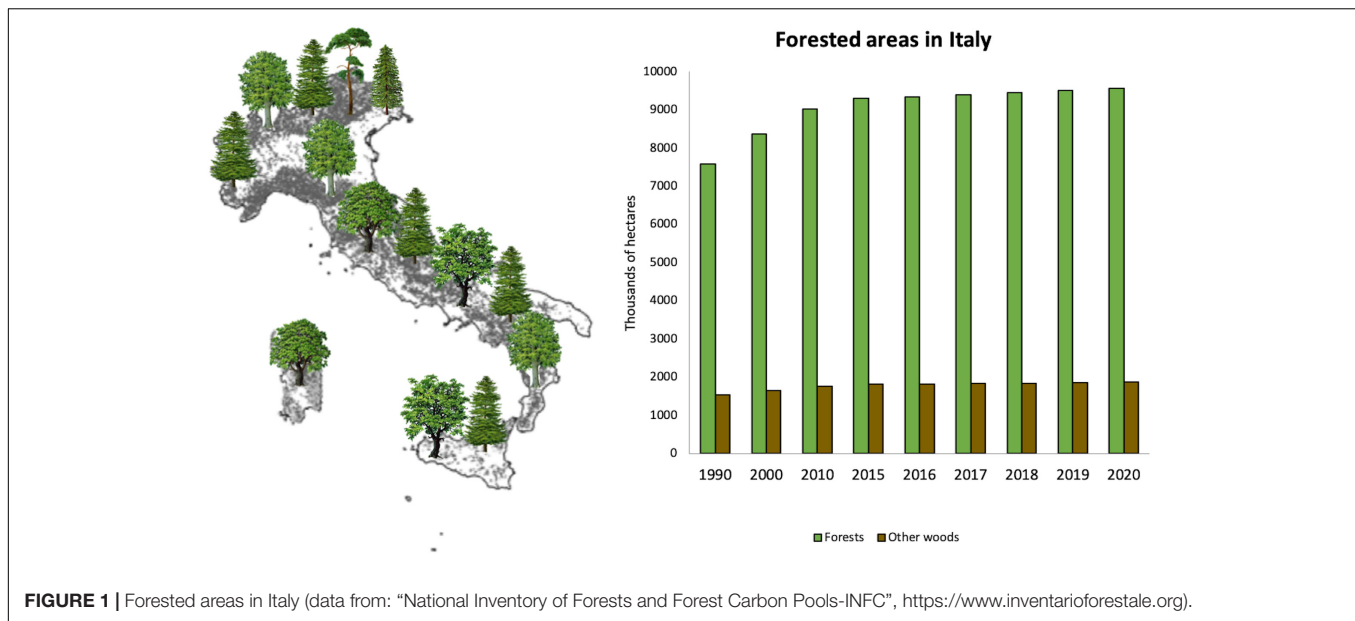 Forested areas in Italy
10000
9000
8000
7000
6000
5000
4000
3000
2000
1000
0
Thousands of hectares
1990 2000 2010 2015 2016 2017 2018 2019 2020
Forests Other woods
FIGURE 1 | Forested areas in Italy (data from: “National Inventory of Forests and Forest Carbon Pools-INFC”, https://www.inventarioforestale.org).